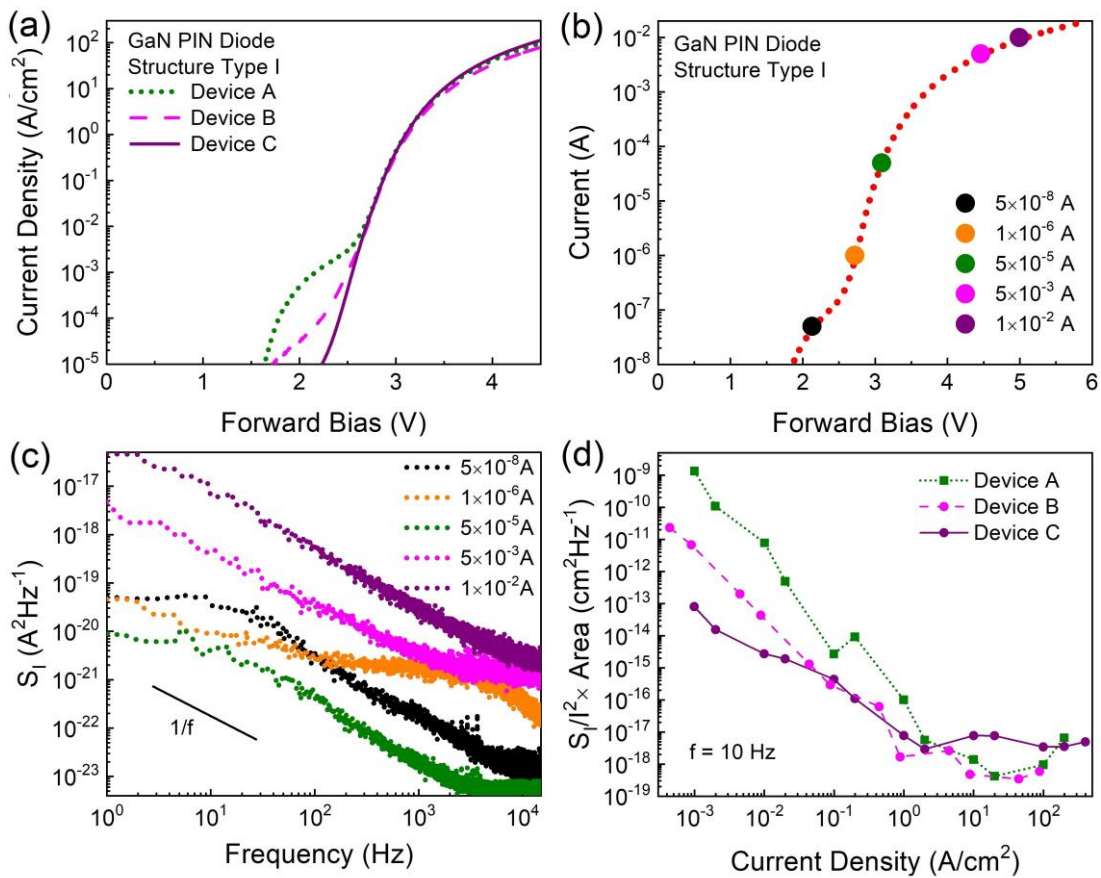 (a)
GaN PIN Diode
Structure Type I
Device A
Device B
Device C
10²
10¹
10⁰
10⁻¹
10⁻²
10⁻³
10⁻⁴
10⁻⁵
Current Density (A/cm²)
0 1 2 3 4
Forward Bias (V)
(b)
GaN PIN Diode
Structure Type I
10⁻²
10⁻³
10⁻⁴
10⁻⁵
10⁻⁶
10⁻⁷
10⁻⁸
Current (A)
5×10⁻⁸ A
1×10⁻⁶ A
5×10⁻⁵ A
5×10⁻³ A
1×10⁻² A
0 1 2 3 4 5 6
Forward Bias (V)
(c)
5×10⁻⁸A
1×10⁻⁶A
5×10⁻⁵A
5×10⁻³A
1×10⁻²A
10⁻¹⁷
10⁻¹⁸
10⁻¹⁹
10⁻²⁰
10⁻²¹
10⁻²²
10⁻²³
S_I (A²Hz⁻¹)
1/f
10⁰ 10¹ 10² 10³ 10⁴
Frequency (Hz)
(d)
Device A
Device B
Device C
10⁻⁹
10⁻¹⁰
10⁻¹¹
10⁻¹²
10⁻¹³
10⁻¹⁴
10⁻¹⁵
10⁻¹⁶
10⁻¹⁷
10⁻¹⁸
10⁻¹⁹
S_I/I²× Area (cm²Hz⁻¹)
f = 10 Hz
10⁻³ 10⁻² 10⁻¹ 10⁰ 10¹ 10²
Current Density (A/cm²)